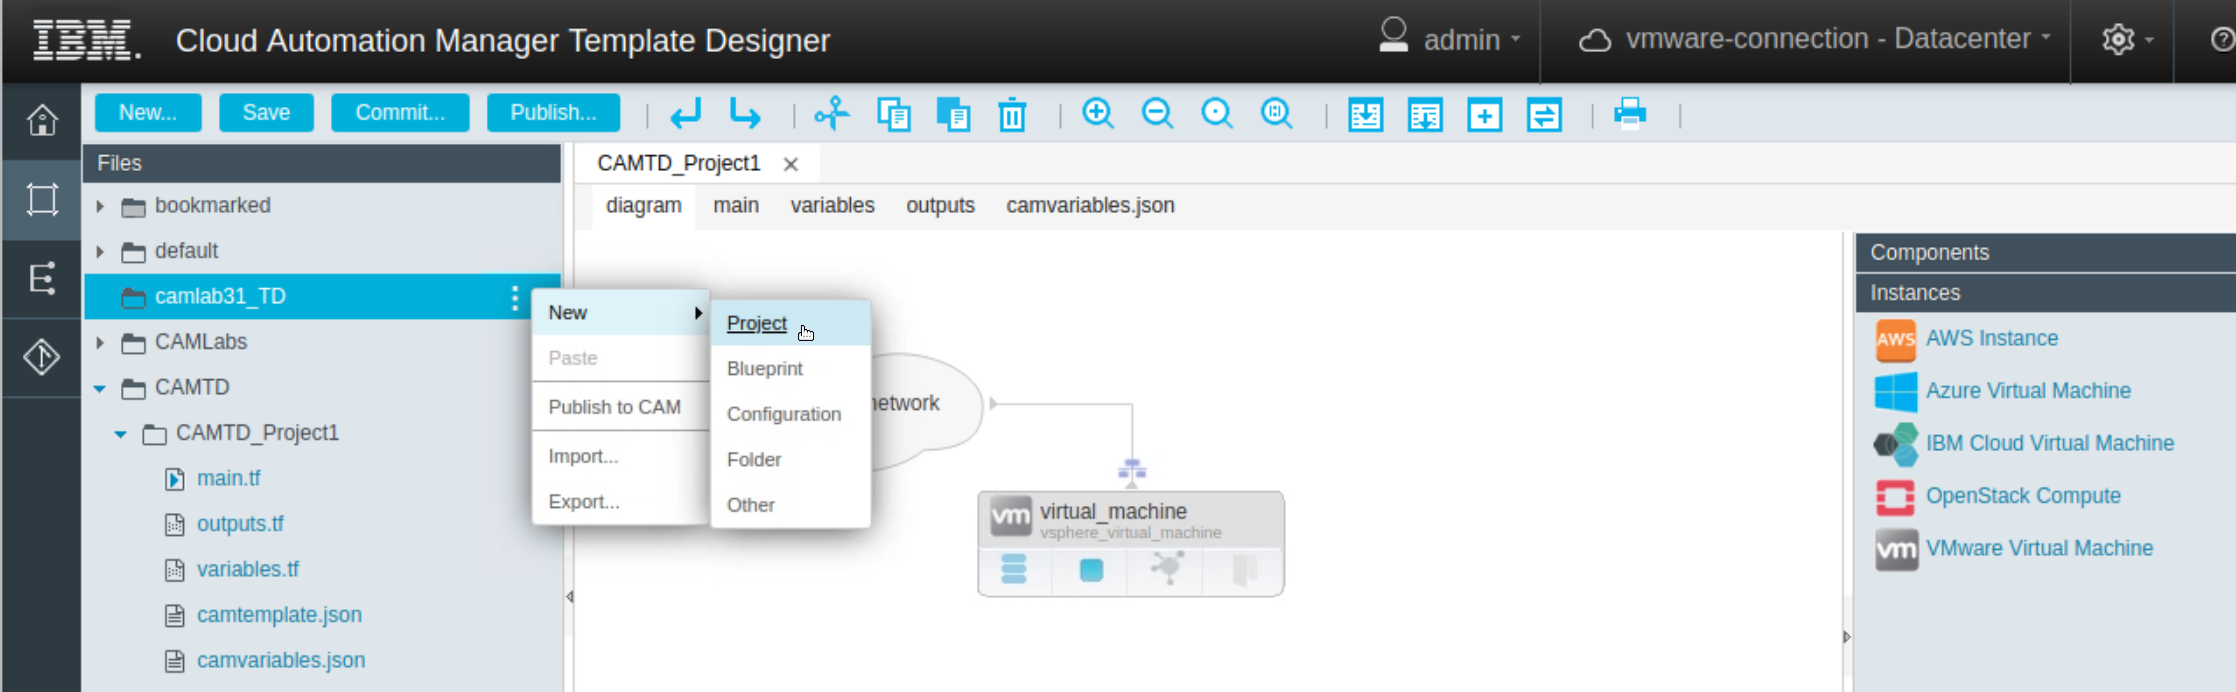 IBM.
Cloud Automation Manager Template Designer
admin
vmware-connection - Datacenter
New...
Save
Commit...
Publish...
Files
bookmarked
default
camlab31_TD
CAMLabs
CAMTD
CAMTD_Project1
main.tf
outputs.tf
variables.tf
camtemplate.json
camvariables.json
New
Paste
Publish to CAM
Import...
Export...
Project
Blueprint
Configuration
Folder
Other
CAMTD_Project1
diagram main variables outputs camvariables.json
network
vm
virtual_machine
vsphere_virtual_machine
Components
Instances
AWS
AWS Instance
Azure Virtual Machine
IBM Cloud Virtual Machine
OpenStack Compute
vm
VMware Virtual Machine